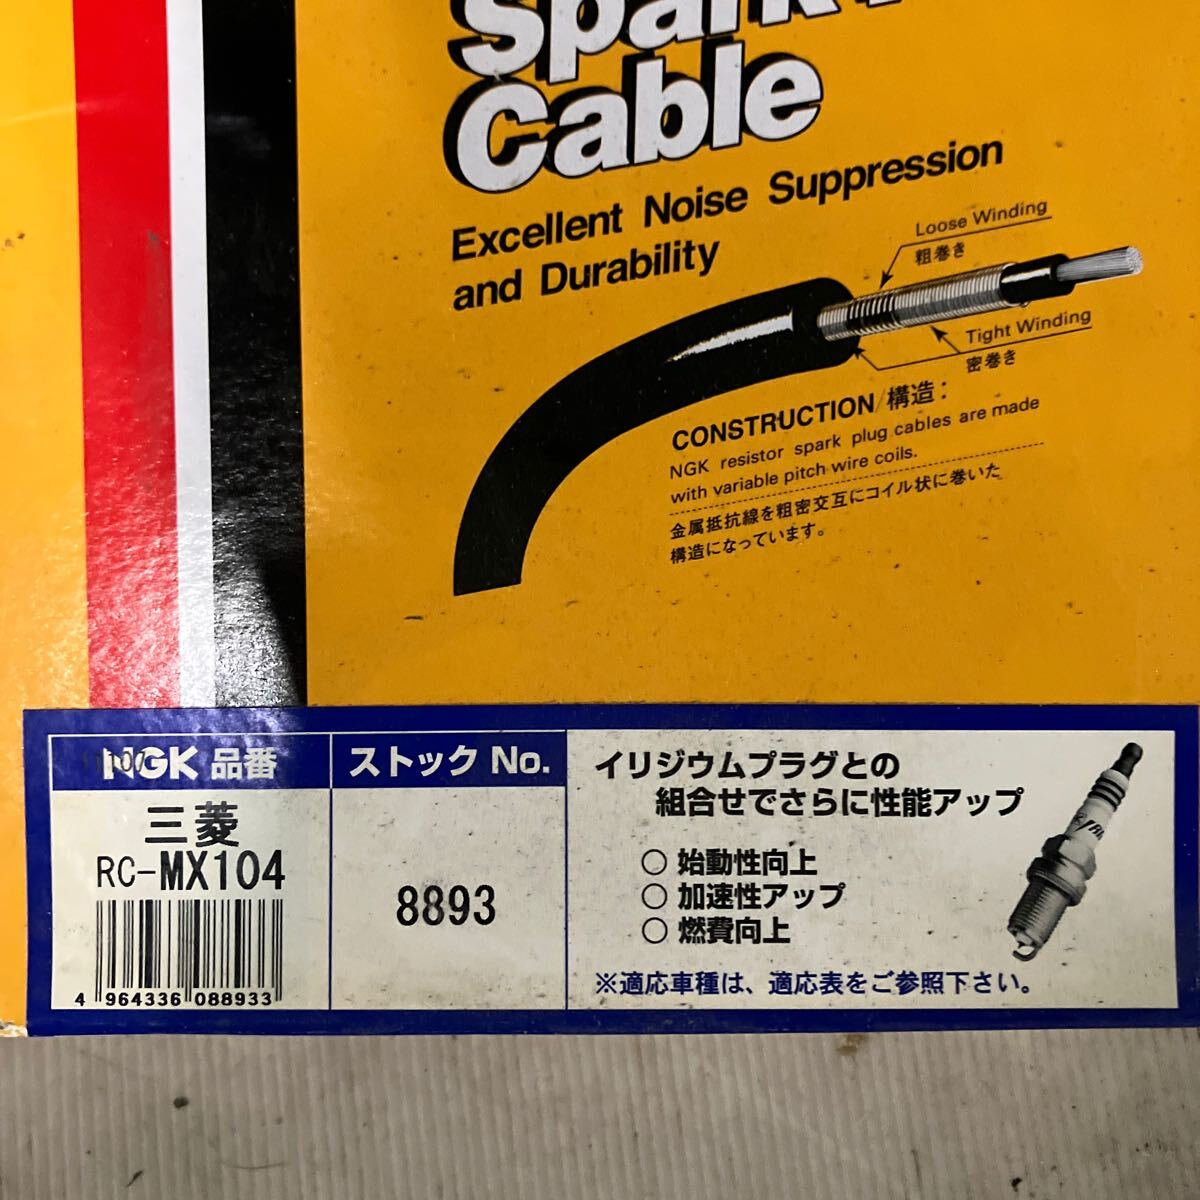 Spark
Cable
Excellent Noise Suppression
and Durability
Loose Winding
粗巻き
Tight Winding
密巻き
CONSTRUCTION/構造：
NGK resistor spark plug cables are made
with variable pitch wire coils.
金属抵抗線を粗密交互にコイル状に巻いた
構造になっています。
NGK 品番
三菱
RC-MX104
4 964336 088933
ストック No.
8893
イリジウムプラグとの
組合せでさらに性能アップ
○ 始動性向上
○ 加速性アップ
○ 燃費向上
※適応車種は、適応表をご参照下さい。